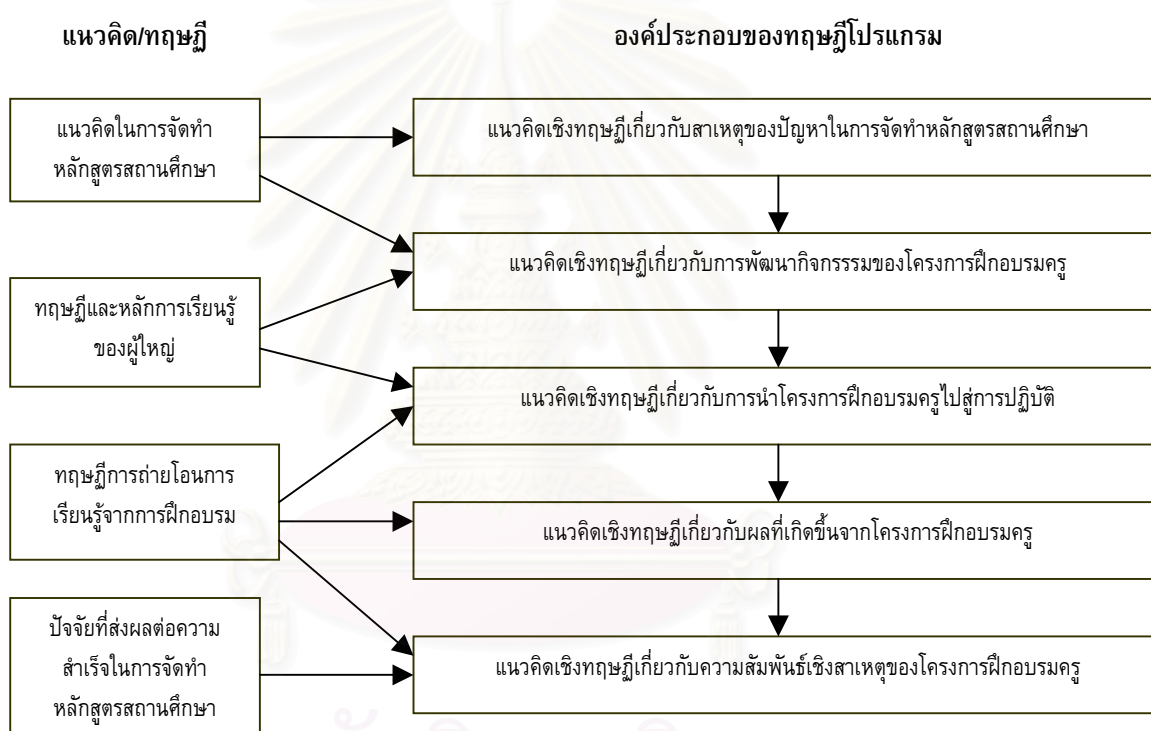 แนวคิด/ทฤษฏี
องค์ประกอบของทฤษฎีโปรแกรม
แนวคิดในการจัดทำ
หลักสูตรสถานศึกษา
แนวคิดเชิงทฤษฏีเกี่ยวกับสาเหตุของปัญหาในการจัดทำหลักสูตรสถานศึกษา
แนวคิดเชิงทฤษฏีเกี่ยวกับการพัฒนากิจกรรรมของโครงการฝึกอบรมครู
ทฤษฏีและหลักการเรียนรู้
ของผู้ใหญ่
แนวคิดเชิงทฤษฏีเกี่ยวกับการนำโครงการฝึกอบรมครูไปสู่การปฏิบัติ
ทฤษฏีการถ่ายโอนการ
เรียนรู้จากการฝึกอบรม
แนวคิดเชิงทฤษฏีเกี่ยวกับผลที่เกิดขึ้นจากโครงการฝึกอบรมครู
ปัจจัยที่ส่งผลต่อความ
สำเร็จในการจัดทำ
หลักสูตรสถานศึกษา
แนวคิดเชิงทฤษฏีเกี่ยวกับความสัมพันธ์เชิงสาเหตุของโครงการฝึกอบรมครู